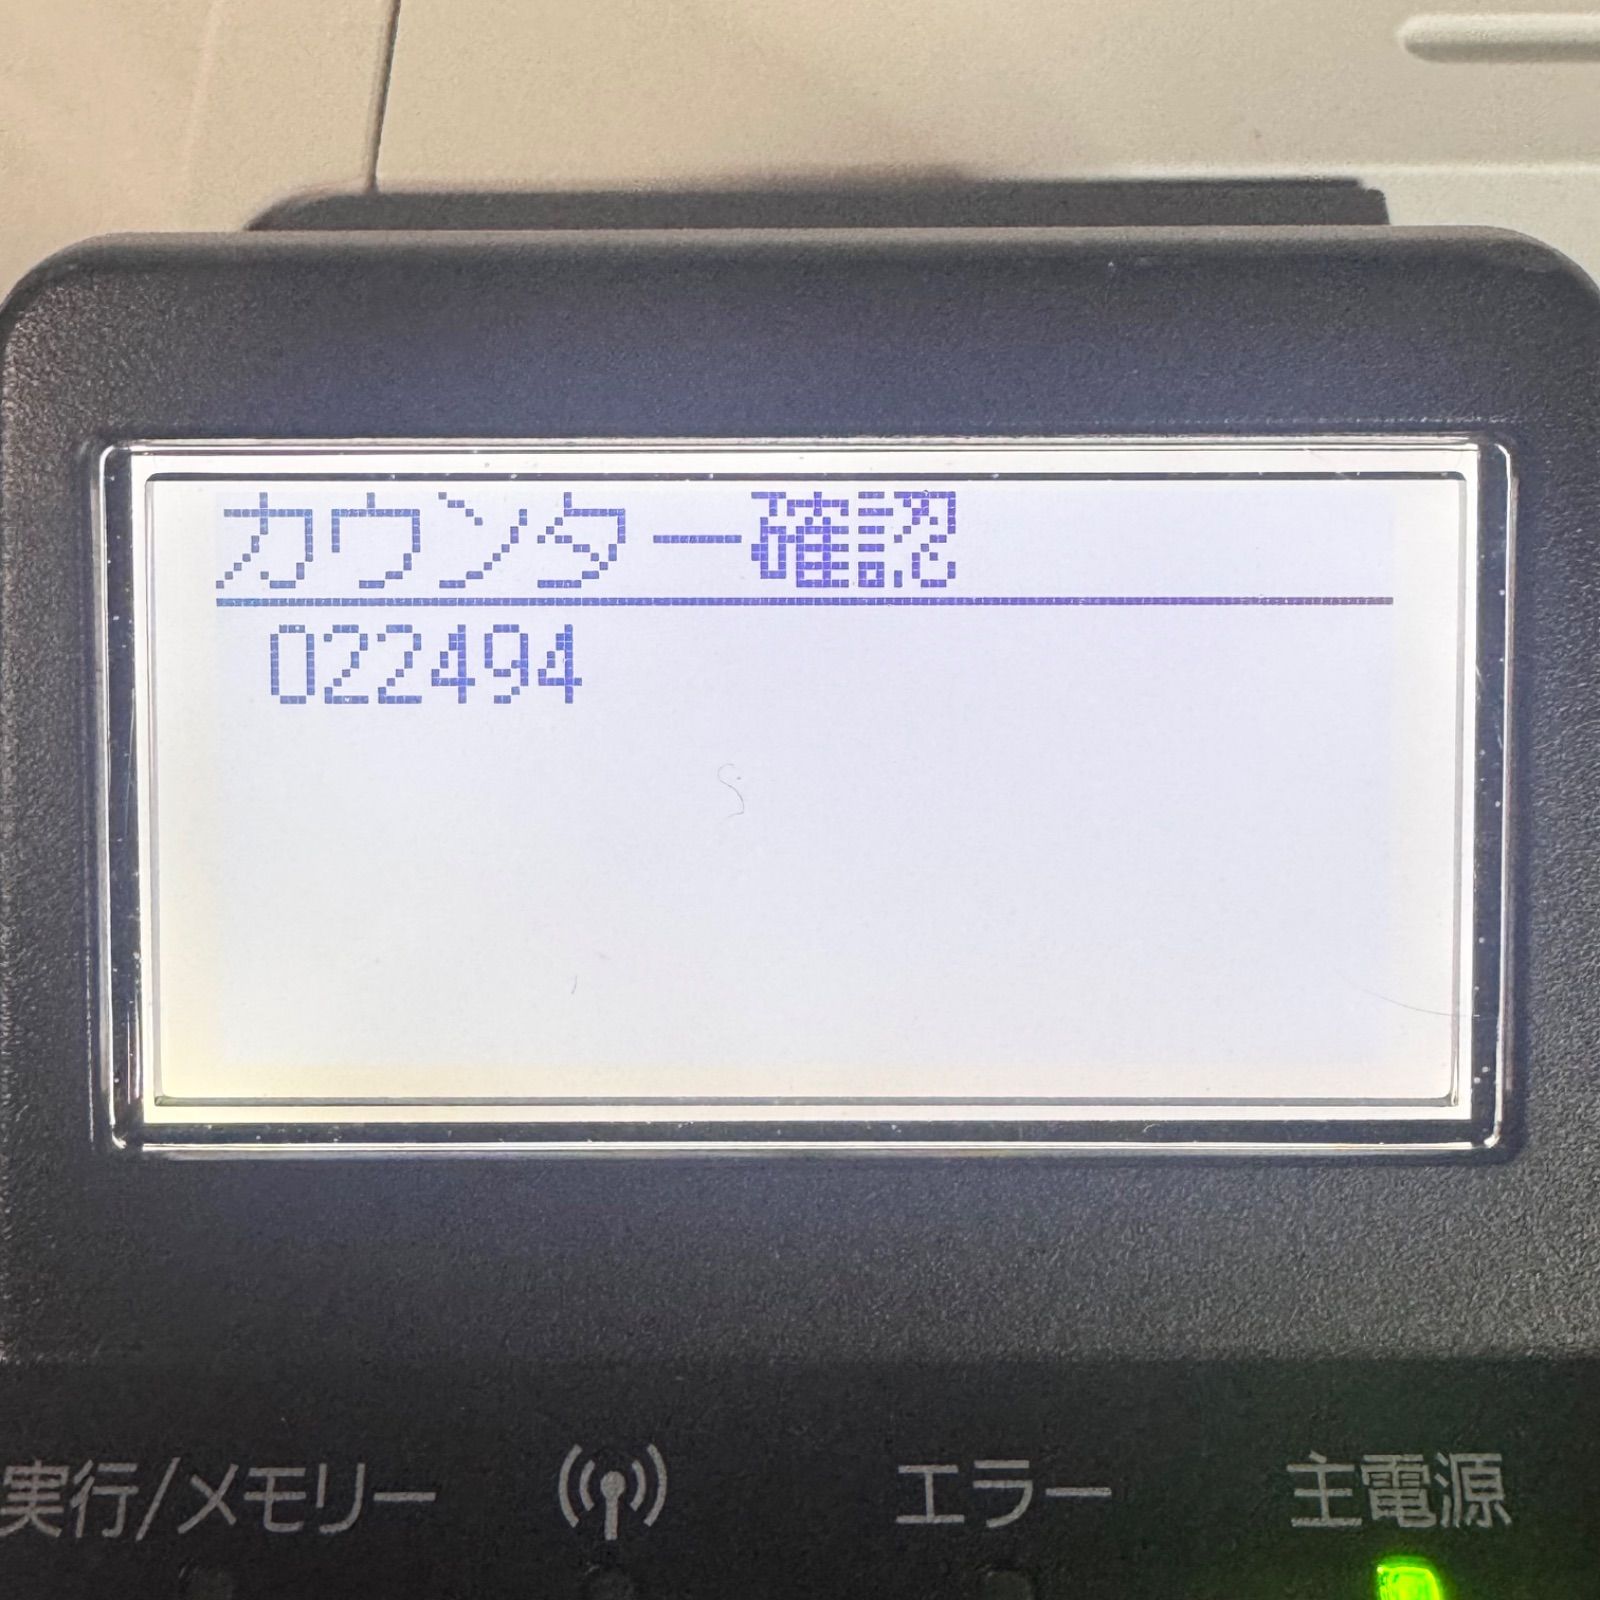 カウンター確認
022494
実行/メモリー
エラー
主電源